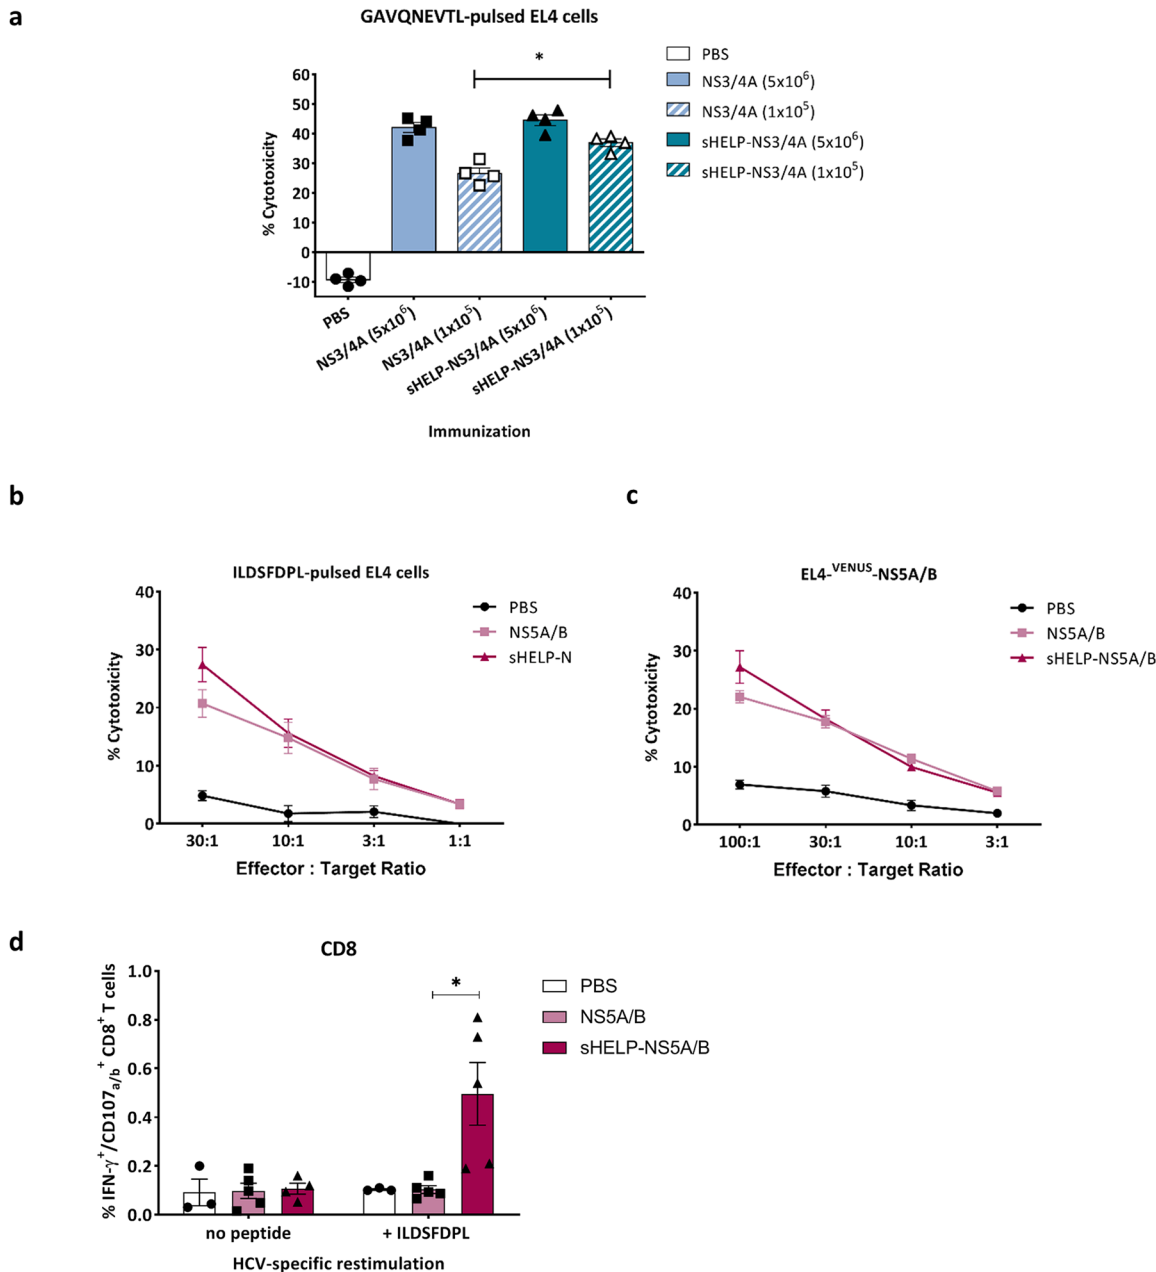 a
GAVQNEVTL-pulsed EL4 cells
*
PBS
NS3/4A (5x10⁶)
NS3/4A (1x10⁵)
sHELP-NS3/4A (5x10⁶)
sHELP-NS3/4A (1x10⁵)
% Cytotoxicity
60
50
40
30
20
10
0
-10
PBS
NS3/4A (5x10⁶)
NS3/4A (1x10⁵)
sHELP-NS3/4A (5x10⁶)
sHELP-NS3/4A (1x10⁵)
Immunization
b
ILDSFDPL-pulsed EL4 cells
PBS
NS5A/B
sHELP-N
% Cytotoxicity
40
30
20
10
0
30:1 10:1 3:1 1:1
Effector : Target Ratio
c
EL4-ⱽᴱᴺᵁˢ-NS5A/B
PBS
NS5A/B
sHELP-NS5A/B
% Cytotoxicity
40
30
20
10
0
100:1 30:1 10:1 3:1
Effector : Target Ratio
d
CD8
*
PBS
NS5A/B
sHELP-NS5A/B
% IFN-γ⁺/CD107a/b⁺ CD8⁺ T cells
1.0
0.8
0.6
0.4
0.2
0.0
no peptide + ILDSFDPL
HCV-specific restimulation